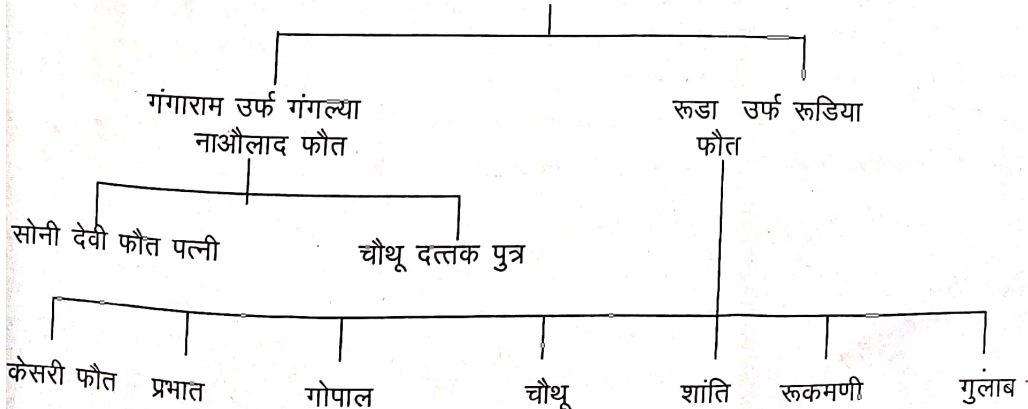 गंगाराम उर्फ गंगल्या
नाऔलाद फौत
रूडा उर्फ रूडिया
फौत
सोनी देवी फौत पत्नी
चौथू दत्तक पुत्र
केसरी फौत प्रभात गोपाल चौथू शांति रूकमणी गुलाब